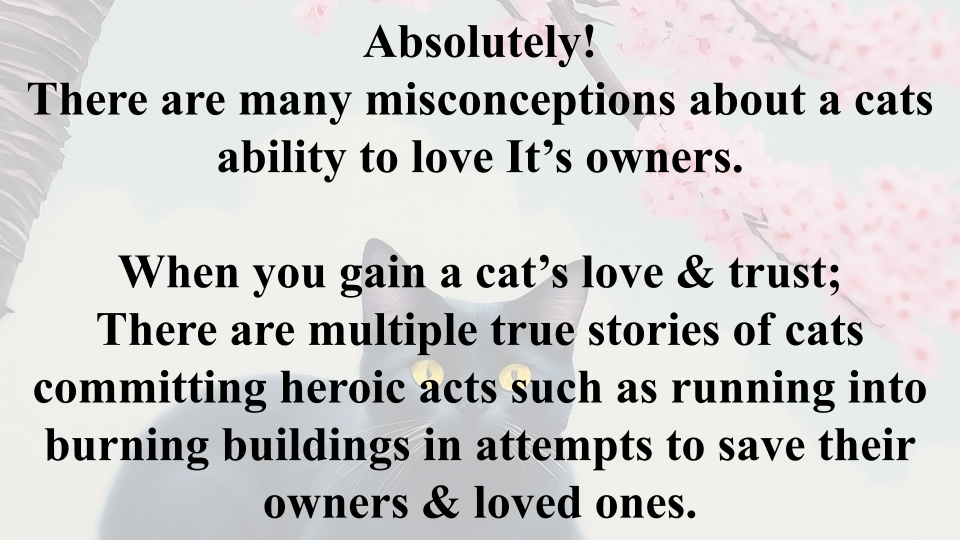 Absolutely!
There are many misconceptions about a cats
ability to love It’s owners.
When you gain a cat’s love & trust;
There are multiple true stories of cats
committing heroic acts such as running into
burning buildings in attempts to save their
owners & loved ones.